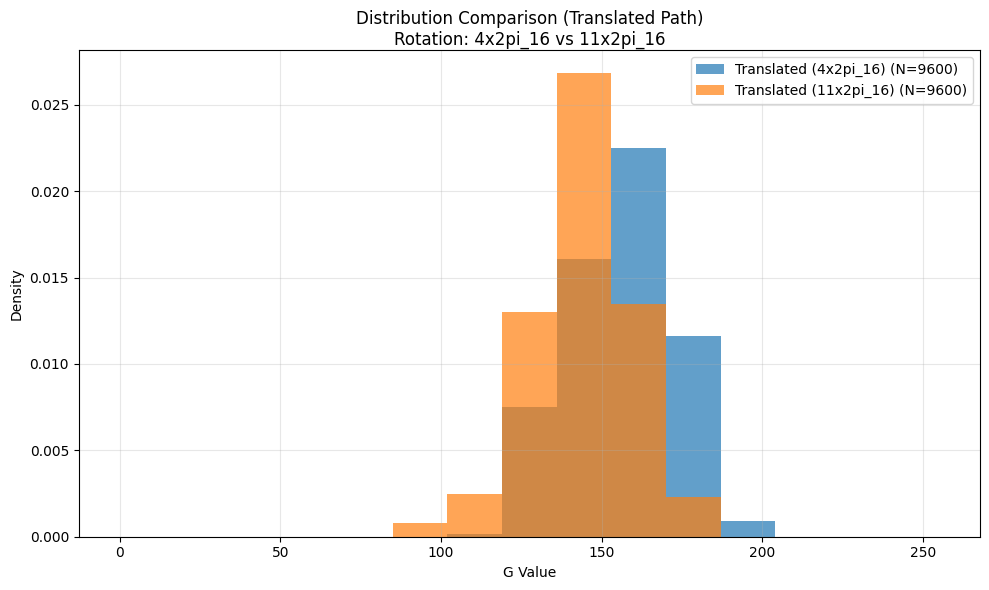 Distribution Comparison (Translated Path)
Rotation: 4x2pi_16 vs 11x2pi_16
Translated (4x2pi_16) (N=9600)
Translated (11x2pi_16) (N=9600)
Density
0.025
0.020
0.015
0.010
0.005
0.000
0 50 100 150 200 250
G Value